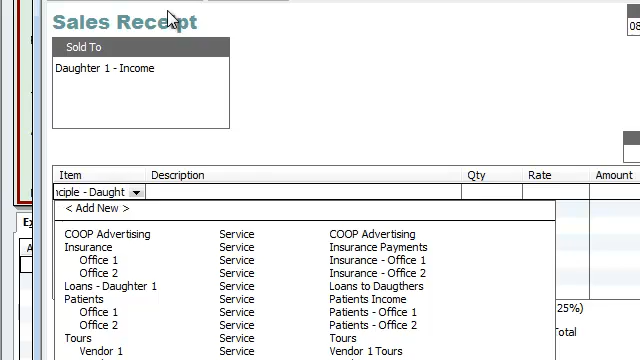 Sales Receipt
Sold To
08
Daughter 1 - Income
Item Description Qty Rate Amount
nciple - Daught
< Add New >
COOP Advertising Service COOP Advertising
Insurance Service Insurance Payments
Office 1 Service Insurance - Office 1
Office 2 Service Insurance - Office 2
Loans - Daughter 1 Service Loans to Daugthers
Patients Service Patients Income
Office 1 Service Patients - Office 1
25%)
Office 2 Service Patients - Office 2
Total
Tours Service Tours
Vendor 1 Service Vendor 1 Tours